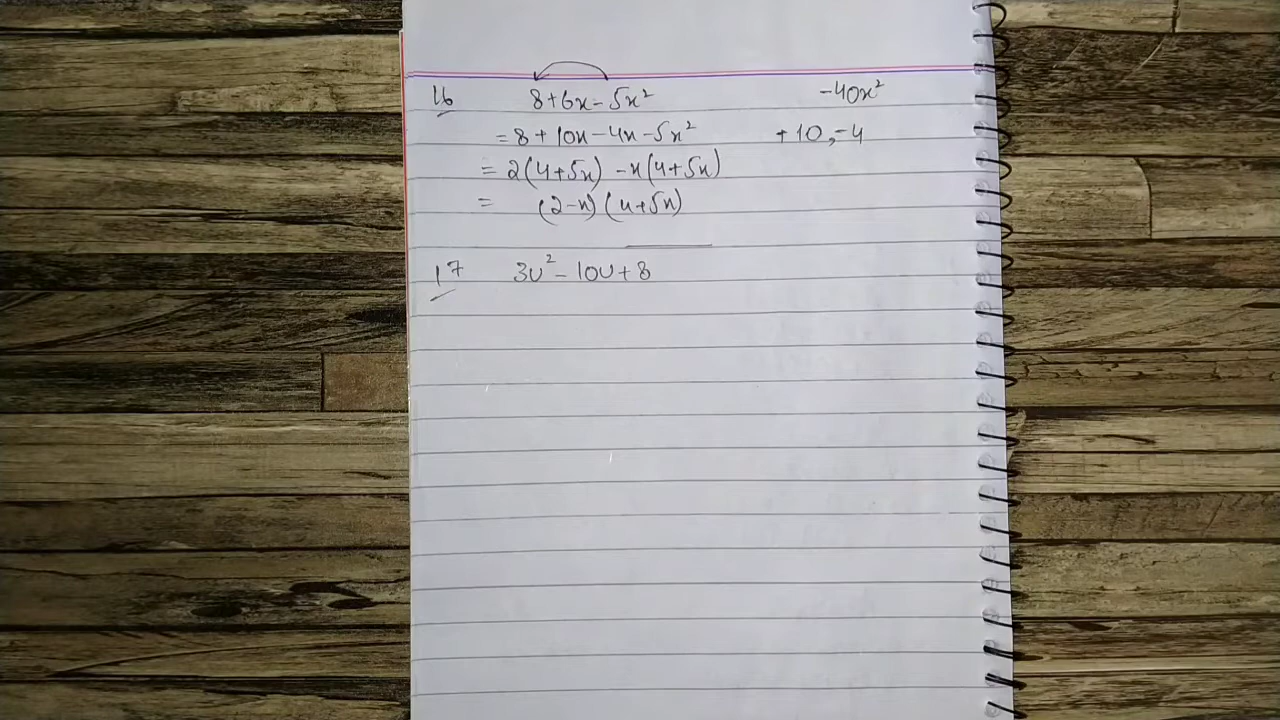 16 8+6x-5x² -40x²
=8+10x-4x-5x² +10,-4
=2(4+5x)-x(4+5x)
= (2-x)(4+5x)
17 3u²-10u+8